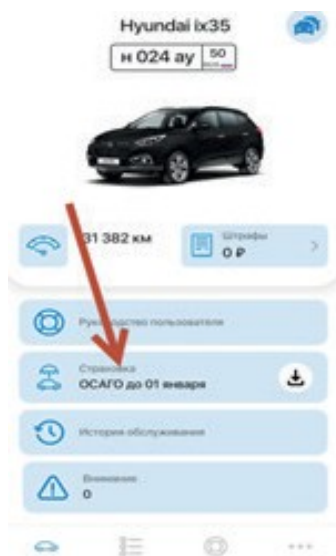 Hyundai ix35
н 024 ау 50
31 382 км
Штрафы
0 ₽
Руководство пользователя
Страховка
ОСАГО до 01 января
История обслуживания
Внимание
0